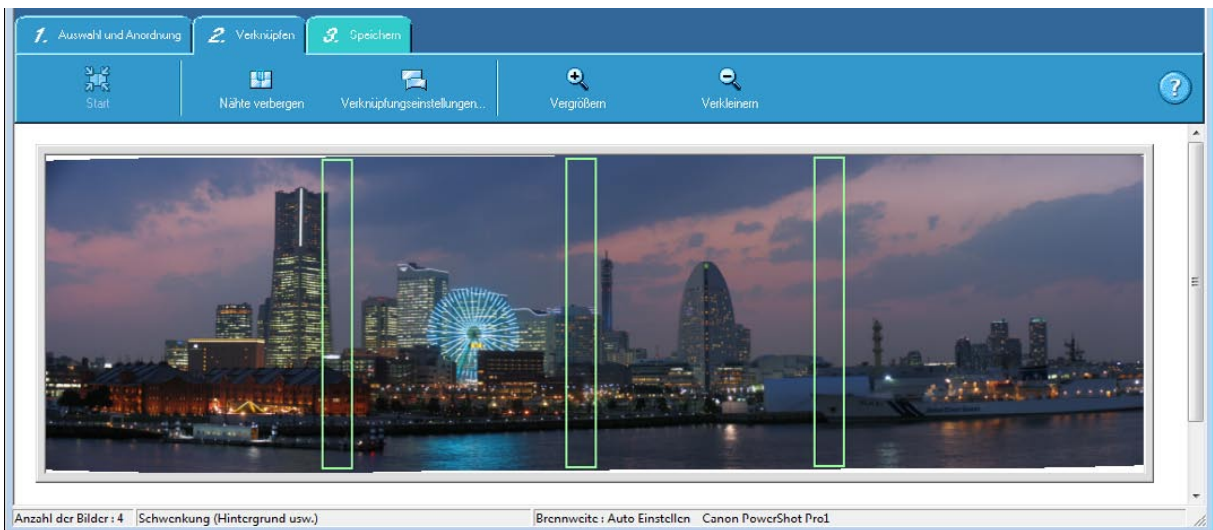 1. Auswahl und Anordnung 2. Verknüpfen 3. Speichern
Start Nähte verbergen Verknüpfungseinstellungen... Vergrößern Verkleinern ?
Anzahl der Bilder : 4 Schwenkung (Hintergrund usw.) Brennweite : Auto Einstellen Canon PowerShot Pro1